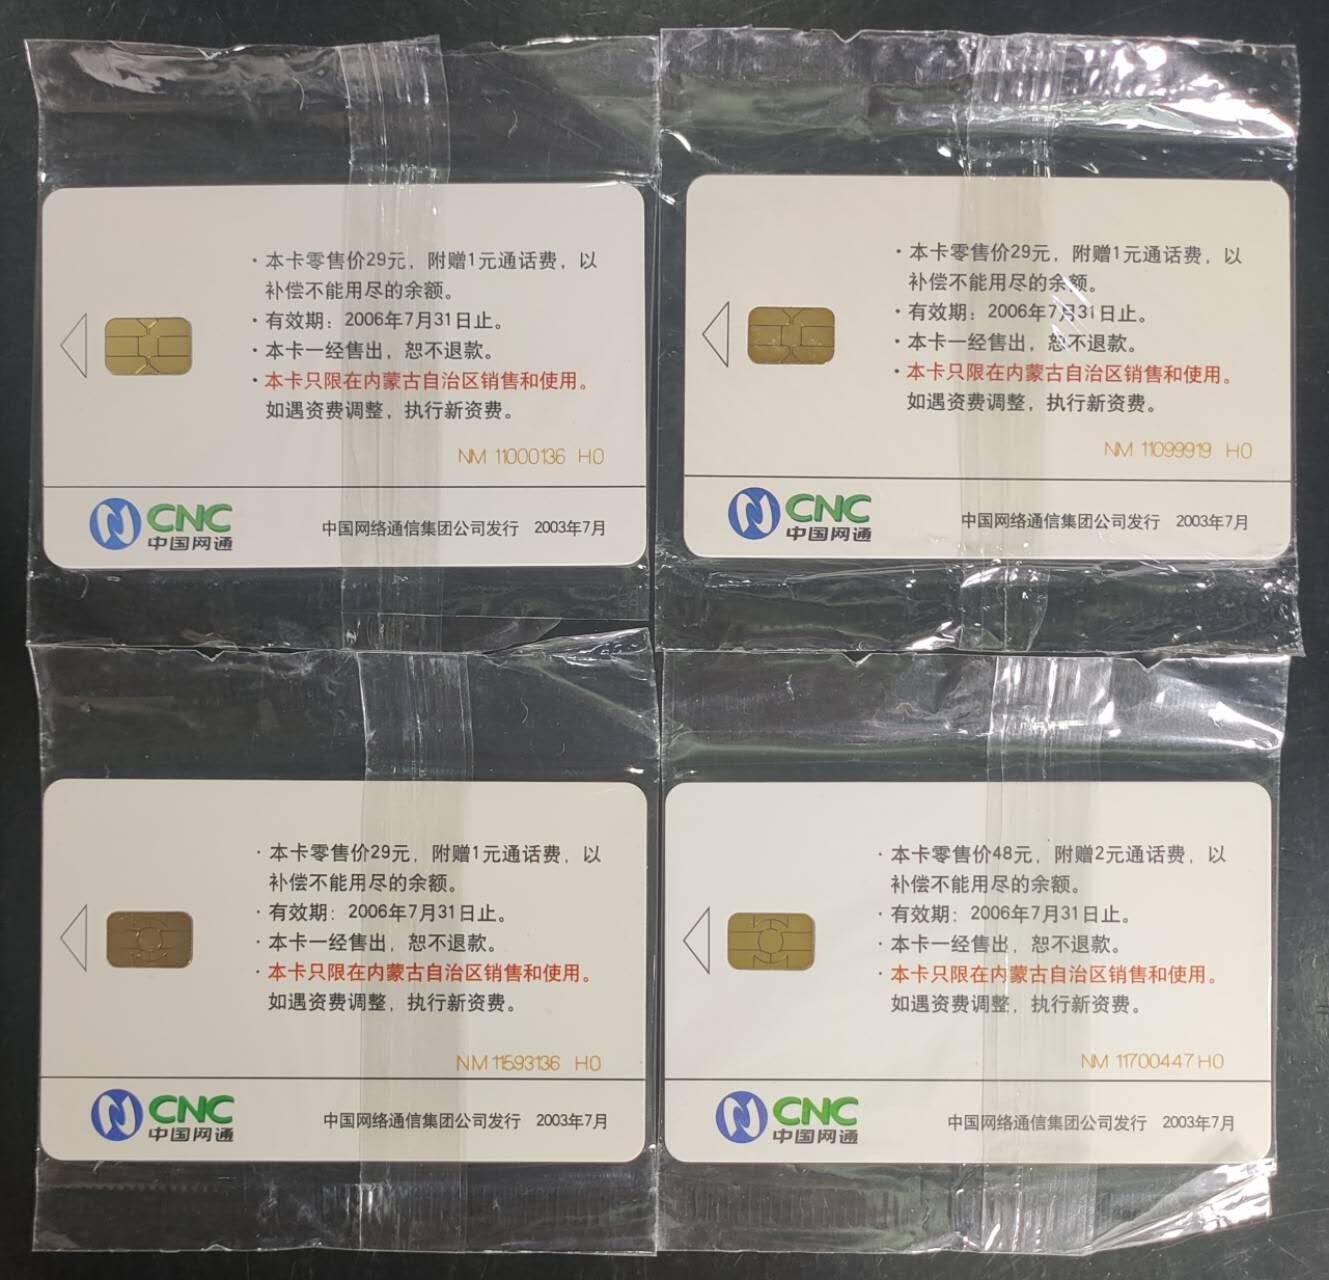 ·本卡零售价29元，附赠1元通话费，以
补偿不能用尽的余额。
·有效期：2006年7月31日止。
·本卡一经售出，恕不退款。
·本卡只限在内蒙古自治区销售和使用。
如遇资费调整，执行新资费。
NM 11000136 H0
CNC
中国网通
中国网络通信集团公司发行 2003年7月
·本卡零售价29元，附赠1元通话费，以
补偿不能用尽的余额。
·有效期：2006年7月31日止。
·本卡一经售出，恕不退款。
·本卡只限在内蒙古自治区销售和使用。
如遇资费调整，执行新资费。
NM 11099919 H0
CNC
中国网通
中国网络通信集团公司发行 2003年7月
·本卡零售价29元，附赠1元通话费，以
补偿不能用尽的余额。
·有效期：2006年7月31日止。
·本卡一经售出，恕不退款。
·本卡只限在内蒙古自治区销售和使用。
如遇资费调整，执行新资费。
NM 11593136 H0
CNC
中国网通
中国网络通信集团公司发行 2003年7月
·本卡零售价48元，附赠2元通话费，以
补偿不能用尽的余额。
·有效期：2006年7月31日止。
·本卡一经售出，恕不退款。
·本卡只限在内蒙古自治区销售和使用。
如遇资费调整，执行新资费。
NM 11700447 H0
CNC
中国网通
中国网络通信集团公司发行 2003年7月